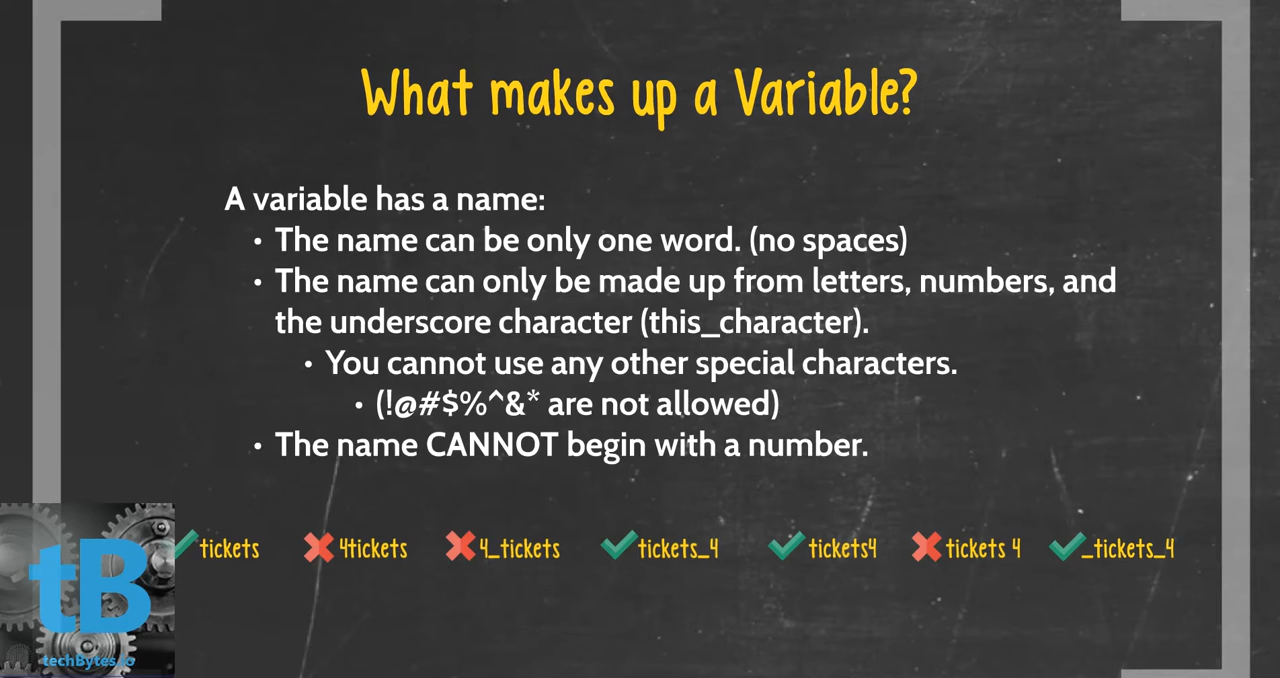 What makes up a Variable?
A variable has a name:
• The name can be only one word. (no spaces)
• The name can only be made up from letters, numbers, and
the underscore character (this_character).
• You cannot use any other special characters.
• (!@#$%^&* are not allowed)
• The name CANNOT begin with a number.
tickets 4tickets 4_tickets tickets_4 tickets4 tickets 4 _tickets_4
tB
techBytes.io